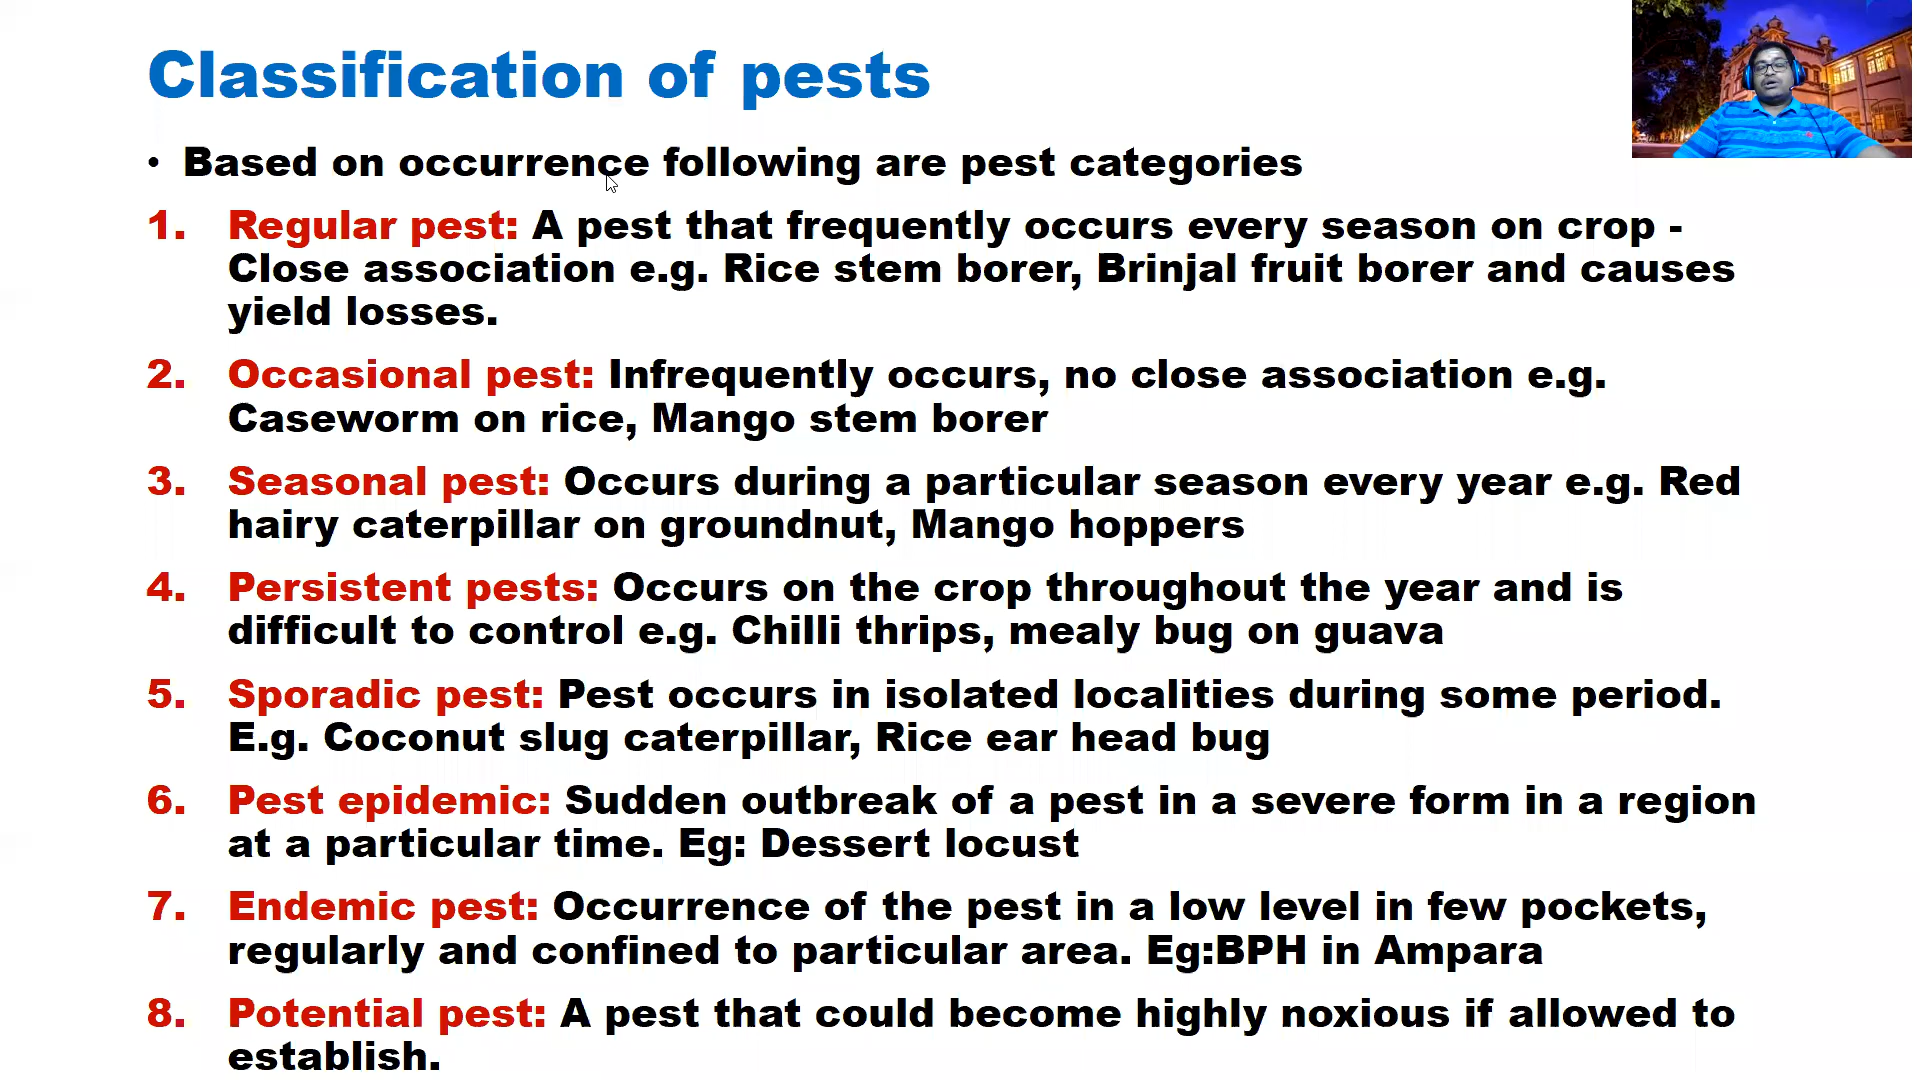 Classification of pests
• Based on occurrence following are pest categories
1. Regular pest: A pest that frequently occurs every season on crop -
Close association e.g. Rice stem borer, Brinjal fruit borer and causes
yield losses.
2. Occasional pest: Infrequently occurs, no close association e.g.
Caseworm on rice, Mango stem borer
3. Seasonal pest: Occurs during a particular season every year e.g. Red
hairy caterpillar on groundnut, Mango hoppers
4. Persistent pests: Occurs on the crop throughout the year and is
difficult to control e.g. Chilli thrips, mealy bug on guava
5. Sporadic pest: Pest occurs in isolated localities during some period.
E.g. Coconut slug caterpillar, Rice ear head bug
6. Pest epidemic: Sudden outbreak of a pest in a severe form in a region
at a particular time. Eg: Dessert locust
7. Endemic pest: Occurrence of the pest in a low level in few pockets,
regularly and confined to particular area. Eg:BPH in Ampara
8. Potential pest: A pest that could become highly noxious if allowed to
establish.